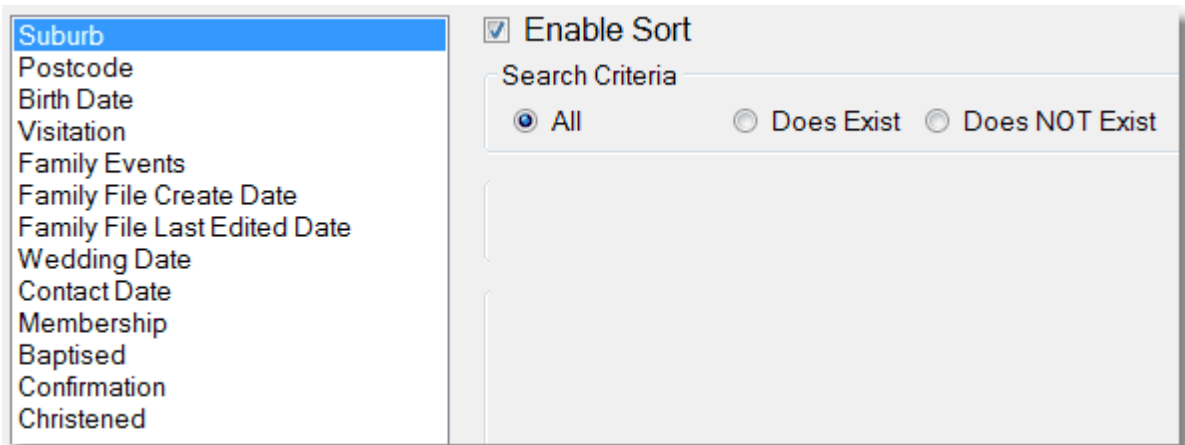 Suburb
Postcode
Birth Date
Visitation
Family Events
Family File Create Date
Family File Last Edited Date
Wedding Date
Contact Date
Membership
Baptised
Confirmation
Christened
Enable Sort
Search Criteria
All Does Exist Does NOT Exist